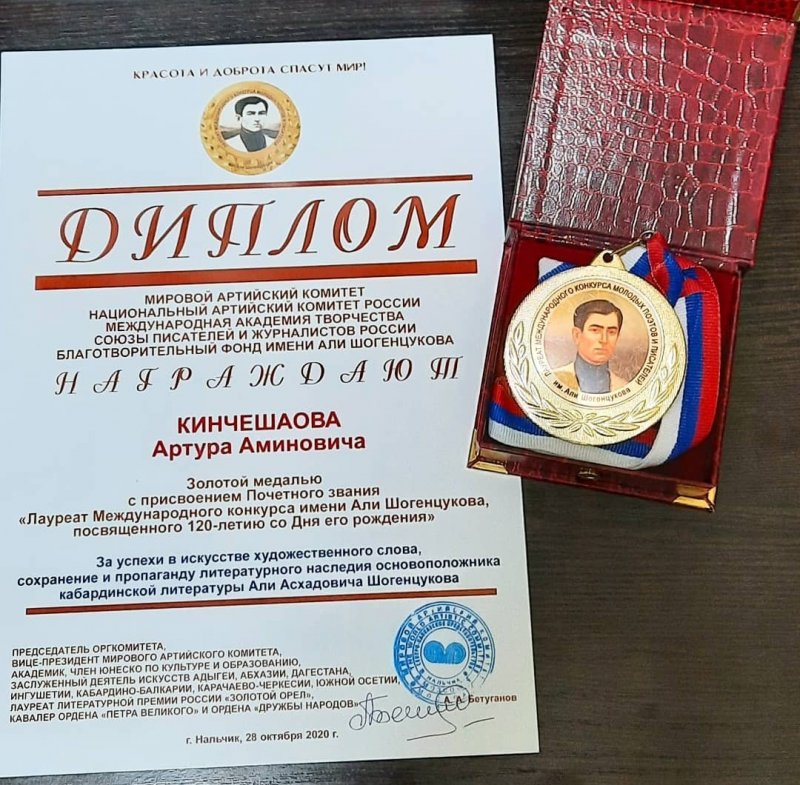 КРАСОТА И ДОБРОТА СПАСУТ МИР!
ДИПЛОМ
МИРОВОЙ АРТИЙСКИЙ КОМИТЕТ
НАЦИОНАЛЬНЫЙ АРТИЙСКИЙ КОМИТЕТ РОССИИ
МЕЖДУНАРОДНАЯ АКАДЕМИЯ ТВОРЧЕСТВА
СОЮЗЫ ПИСАТЕЛЕЙ И ЖУРНАЛИСТОВ РОССИИ
БЛАГОТВОРИТЕЛЬНЫЙ ФОНД ИМЕНИ АЛИ ШОГЕНЦУКОВА
НАГРАЖДАЮТ
КИНЧЕШАОВА
Артура Аминовича
Золотой медалью
с присвоением Почетного звания
«Лауреат Международного конкурса имени Али Шогенцукова,
посвященного 120-летию со Дня его рождения»
За успехи в искусстве художественного слова,
сохранение и пропаганду литературного наследия основоположника
кабардинской литературы Али Асхадовича Шогенцукова
ПРЕДСЕДАТЕЛЬ ОРГКОМИТЕТА,
ВИЦЕ-ПРЕЗИДЕНТ МИРОВОГО АРТИЙСКОГО КОМИТЕТА,
АКАДЕМИК, ЧЛЕН ЮНЕСКО ПО КУЛЬТУРЕ И ОБРАЗОВАНИЮ,
ЗАСЛУЖЕННЫЙ ДЕЯТЕЛЬ ИСКУССТВ АДЫГЕИ, АБХАЗИИ, ДАГЕСТАНА,
ИНГУШЕТИИ, КАБАРДИНО-БАЛКАРИИ, КАРАЧАЕВО-ЧЕРКЕСИИ, ЮЖНОЙ ОСЕТИИ,
ЛАУРЕАТ ЛИТЕРАТУРНОЙ ПРЕМИИ РОССИИ «ЗОЛОТОЙ ОРЕЛ»,
КАВАЛЕР ОРДЕНА «ПЕТРА ВЕЛИКОГО» И ОРДЕНА «ДРУЖБЫ НАРОДОВ»
Бетуганов
г. Нальчик, 28 октября 2020 г.
ЛАУРЕАТ МЕЖДУНАРОДНОГО КОНКУРСА МОЛОДЫХ ПОЭТОВ И ПИСАТЕЛЕЙ
им. Али Шогенцукова